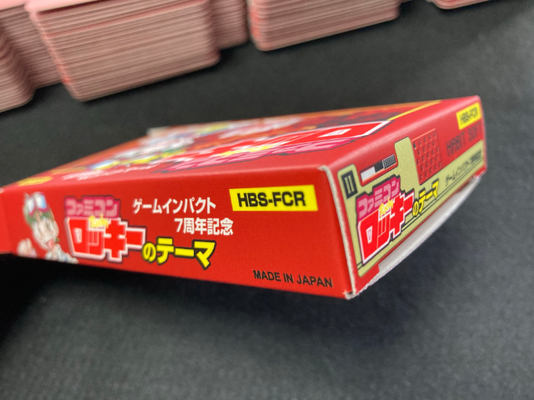 ゲームインパクト
7周年記念
HBS-FCR
ファミコン
ロッキー
のテーマ
MADE IN JAPAN
HBS-FCR
II
ファミコン
ロッキー
のテーマ